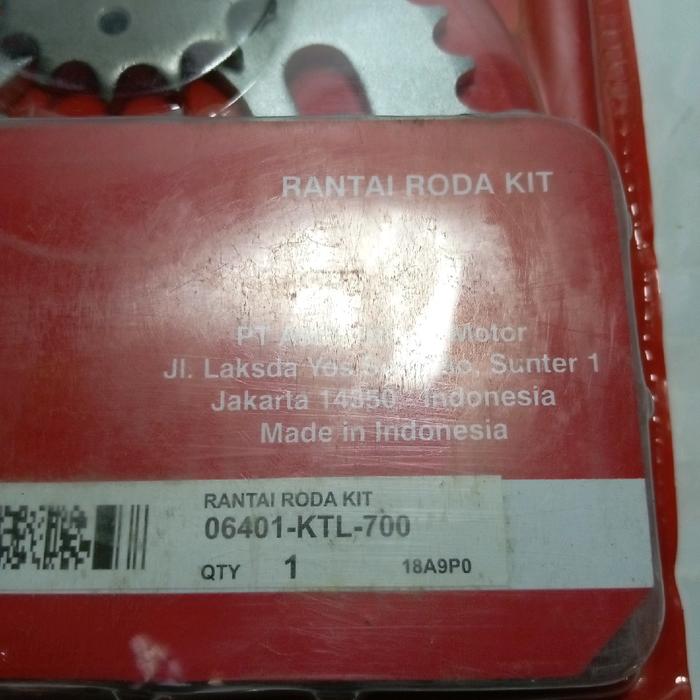 RANTAI RODA KIT
PT Motor
Jl. Laksda Yos Sunter 1
Jakarta 14350 Indonesia
Made in Indonesia
RANTAI RODA KIT
06401-KTL-700
QTY 1 18A9P0